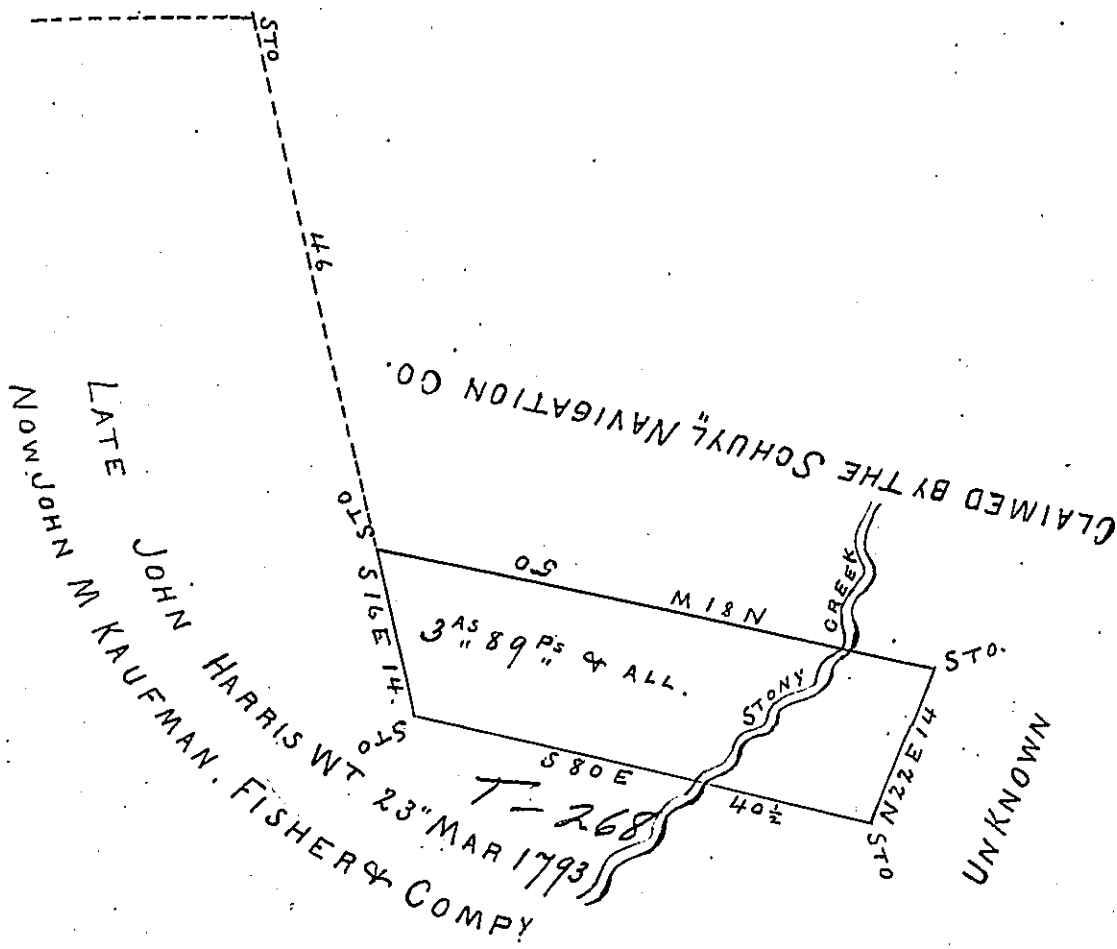 STO
46
CLAIMED BY THE SCHUYL,, NAVIGATION CO.
STO
N 81 W 50
CREEK
STO.
S 16 E 14.
3 AS,, 89 Ps,, & ALL.
STONY
STO
S 80 E 40½
N 22 E 14
STO
UNKNOWN
T-268
LATE JOHN HARRIS WT 23" MAR 1793
NOW JOHN M KAUFMAN. FISHER & COMPY